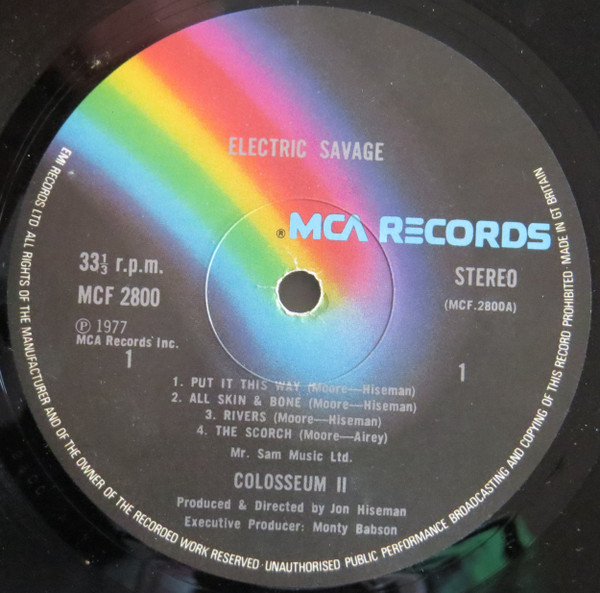 ELECTRIC SAVAGE
® MCA RECORDS
33⅓ r.p.m.
MCF 2800
STEREO
(MCF.2800A)
Ⓟ 1977
MCA Records Inc.
1
1
1. PUT IT THIS WAY (Moore—Hiseman)
2. ALL SKIN & BONE (Moore—Hiseman)
3. RIVERS (Moore—Hiseman)
4. THE SCORCH (Moore—Airey)
Mr. Sam Music Ltd.
COLOSSEUM II
Produced & Directed by Jon Hiseman
Executive Producer: Monty Babson
EMI RECORDS LTD ALL RIGHTS OF THE MANUFACTURER AND OF THE OWNER OF THE RECORDED WORK RESERVED · UNAUTHORISED PUBLIC PERFORMANCE BROADCASTING AND COPYING OF THIS RECORD PROHIBITED MADE IN GT BRITAIN